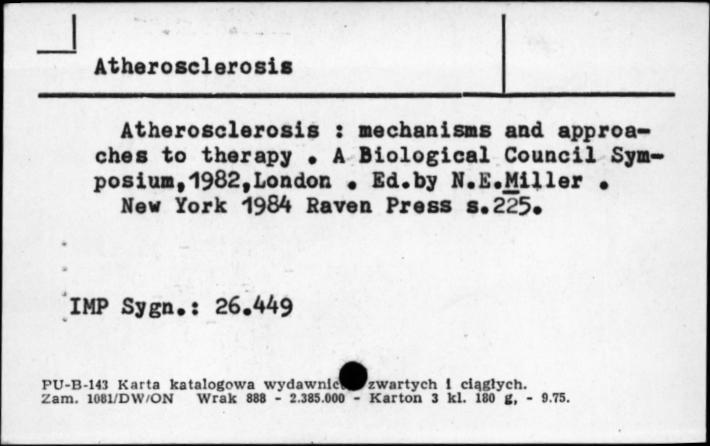 Atherosclerosis
Atherosclerosis : mechanisms and approa-
ches to therapy . A Biological Council Sym-
posium,1982,London . Ed.by N.E.Miller .
New York 1984 Raven Press s.225.
IMP Sygn.: 26.449
PU-B-143 Karta katalogowa zwartych i ciągłych.
Zam. 1081/DW/ON Wrak 888 - 2.385.000 - Karton 3 kl. 180 g, - 9.75.